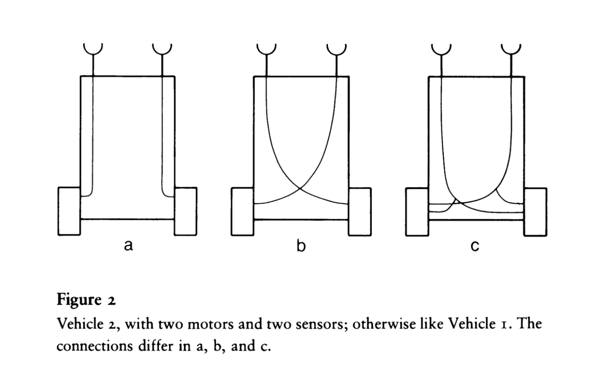 a b c
Figure 2
Vehicle 2, with two motors and two sensors; otherwise like Vehicle 1. The
connections differ in a, b, and c.